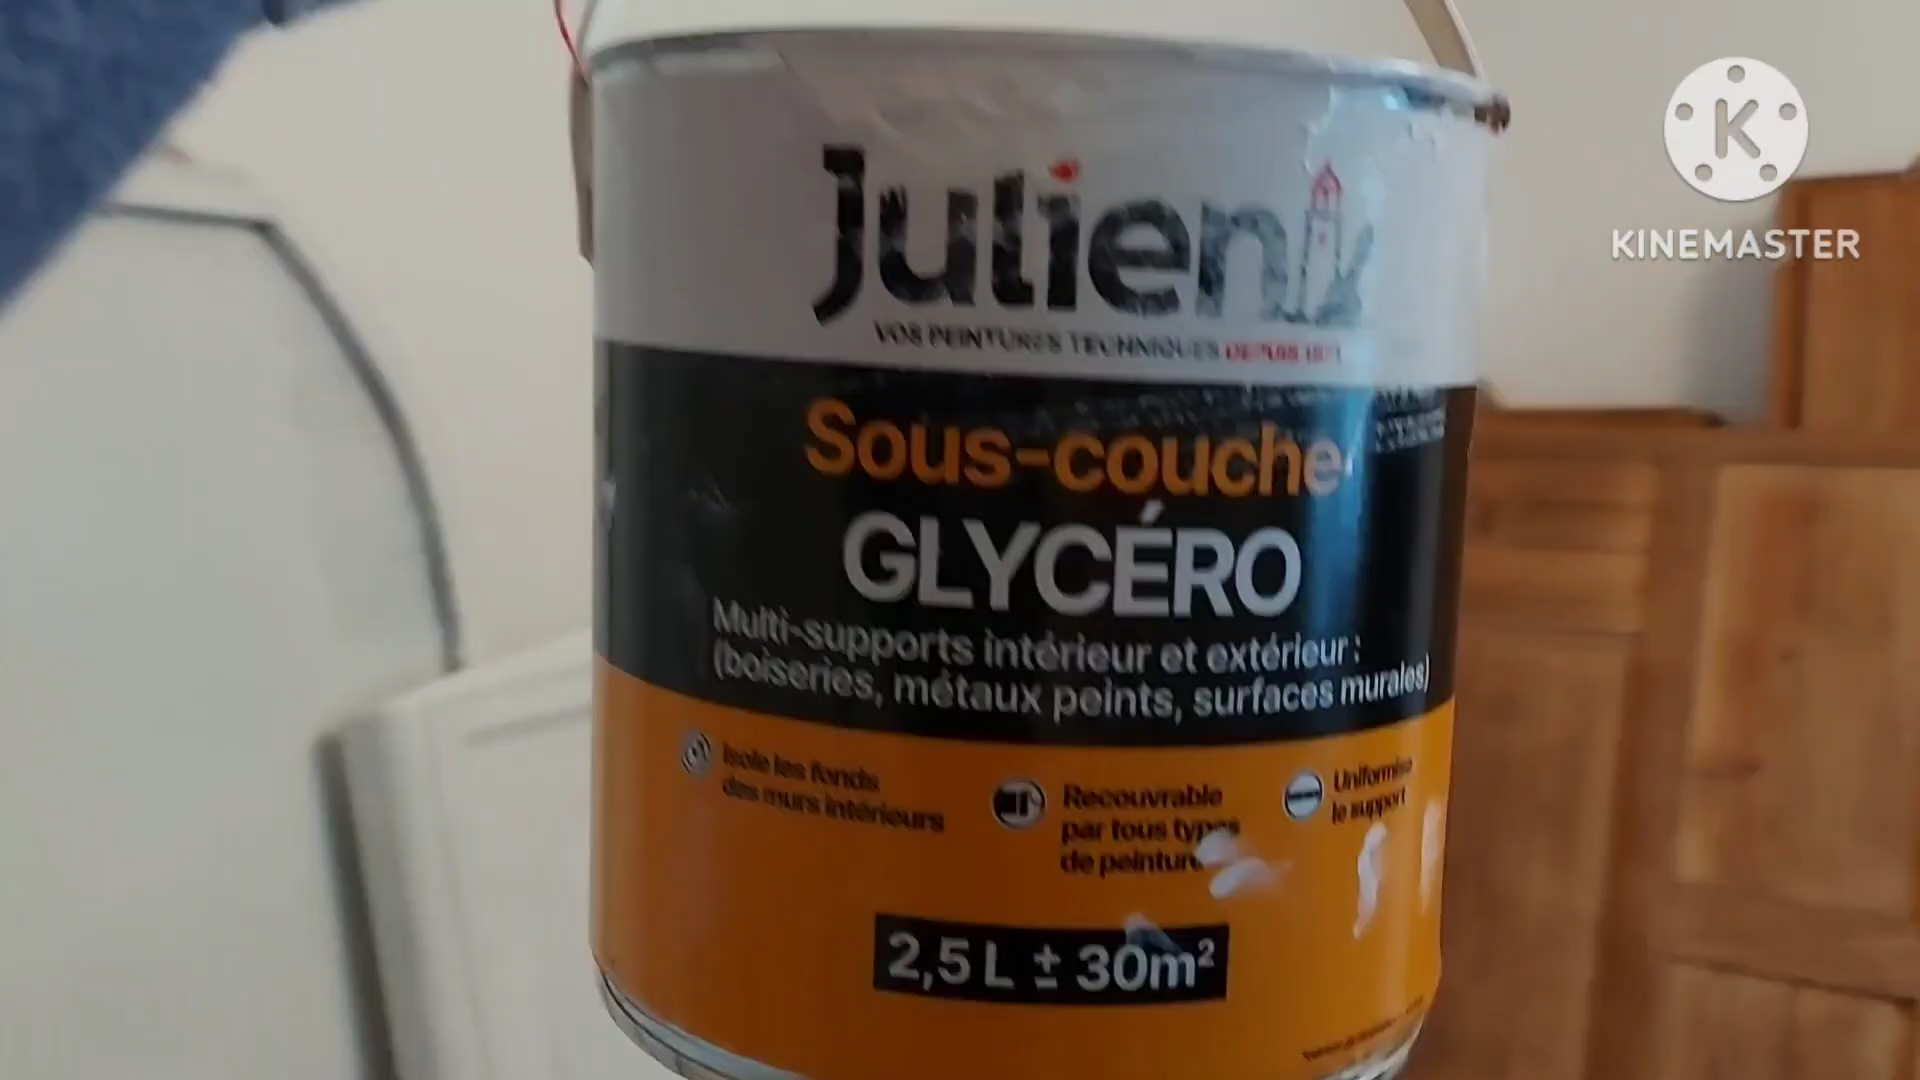 Julien
VOS PEINTURES TECHNIQUES DEPUIS
KINEMASTER
Sous-couche
GLYCÉRO
Multi-supports intérieur et extérieur :
(boiseries, métaux peints, surfaces murales)
Isole les fonds
des murs intérieurs
Recouvrable
par tous types
de peinture
Uniformise
le support
2,5 L ± 30m²